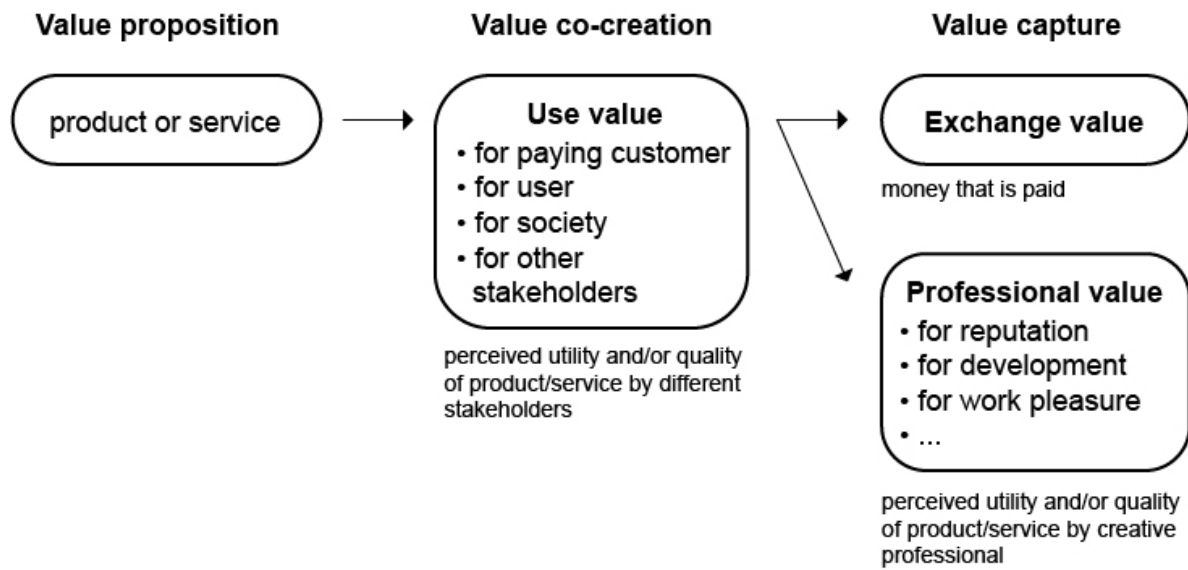 Value proposition
product or service
Value co-creation
Use value
• for paying customer
• for user
• for society
• for other
stakeholders
perceived utility and/or quality
of product/service by different
stakeholders
Value capture
Exchange value
money that is paid
Professional value
• for reputation
• for development
• for work pleasure
• ...
perceived utility and/or quality
of product/service by creative
professional